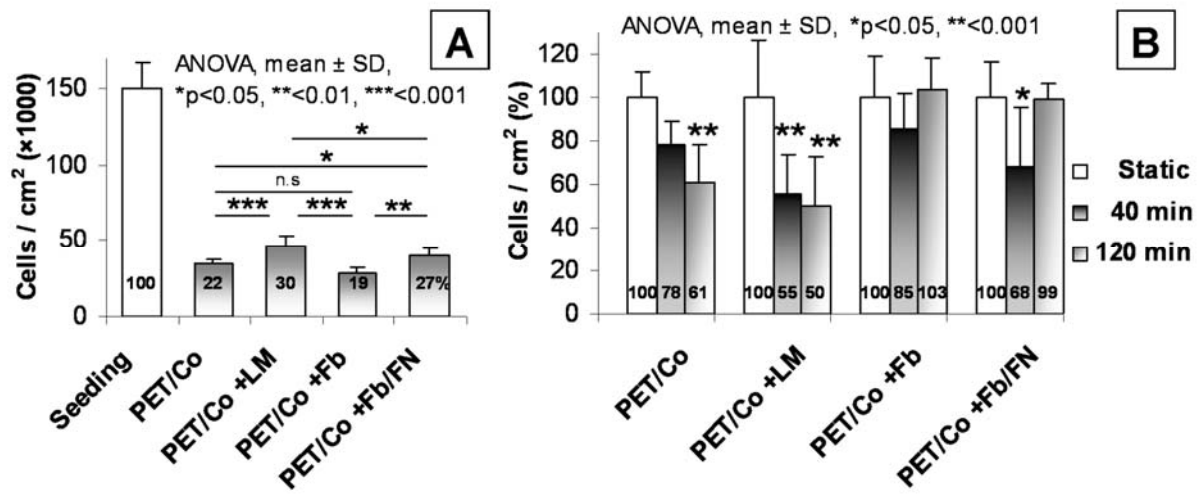 A
ANOVA, mean ± SD,
*p<0.05, **<0.01, ***<0.001
Cells / cm² (×1000)
150
100
50
0
*
*
n.s
*** *** **
100 22 30 19 27%
Seeding
PET/Co
PET/Co +LM
PET/Co +Fb
PET/Co +Fb/FN
B
ANOVA, mean ± SD, *p<0.05, **<0.001
Cells / cm² (%)
120
100
80
60
40
20
0
** ** ** *
100 78 61 100 55 50 100 85 103 100 68 99
PET/Co
PET/Co +LM
PET/Co +Fb
PET/Co +Fb/FN
Static
40 min
120 min